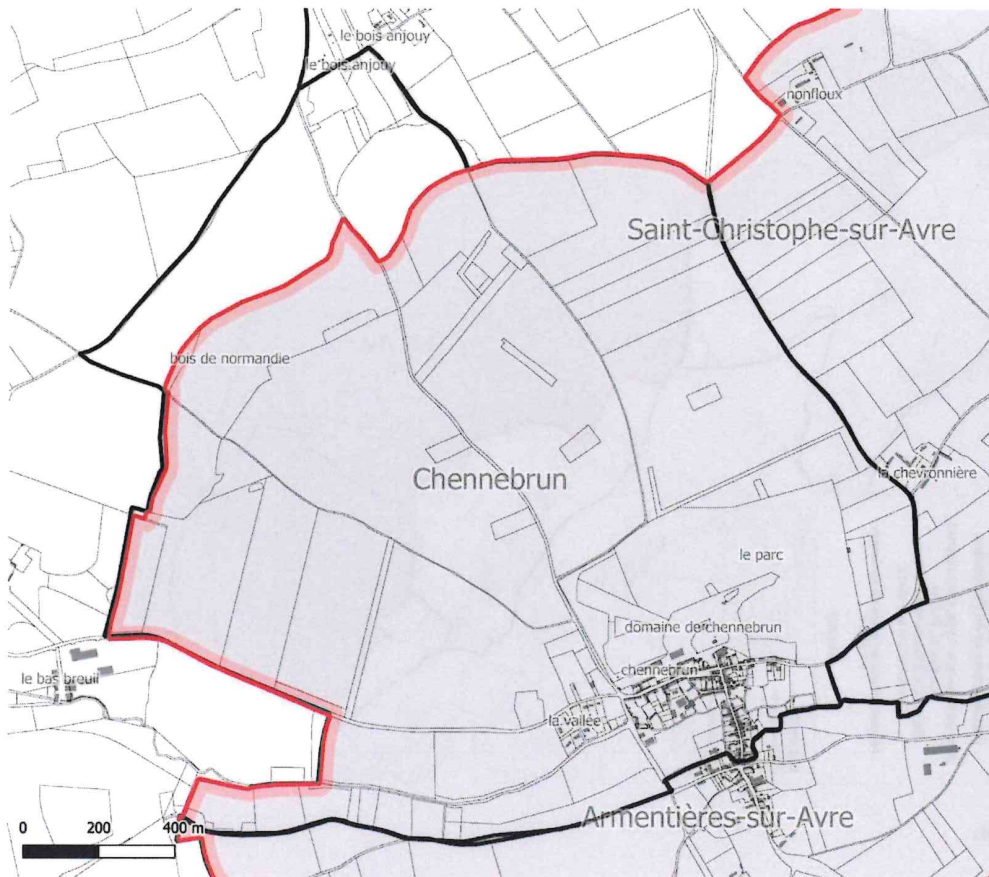 le bois anjouy
le bois anjouy
nonfloux
Saint-Christophe-sur-Avre
bois de normandie
Chennebrun
la chevronnière
le parc
domaine de chennebrun
chennebrun
le bas breuil
la vallée
Armentières-sur-Avre
0 200 400 m